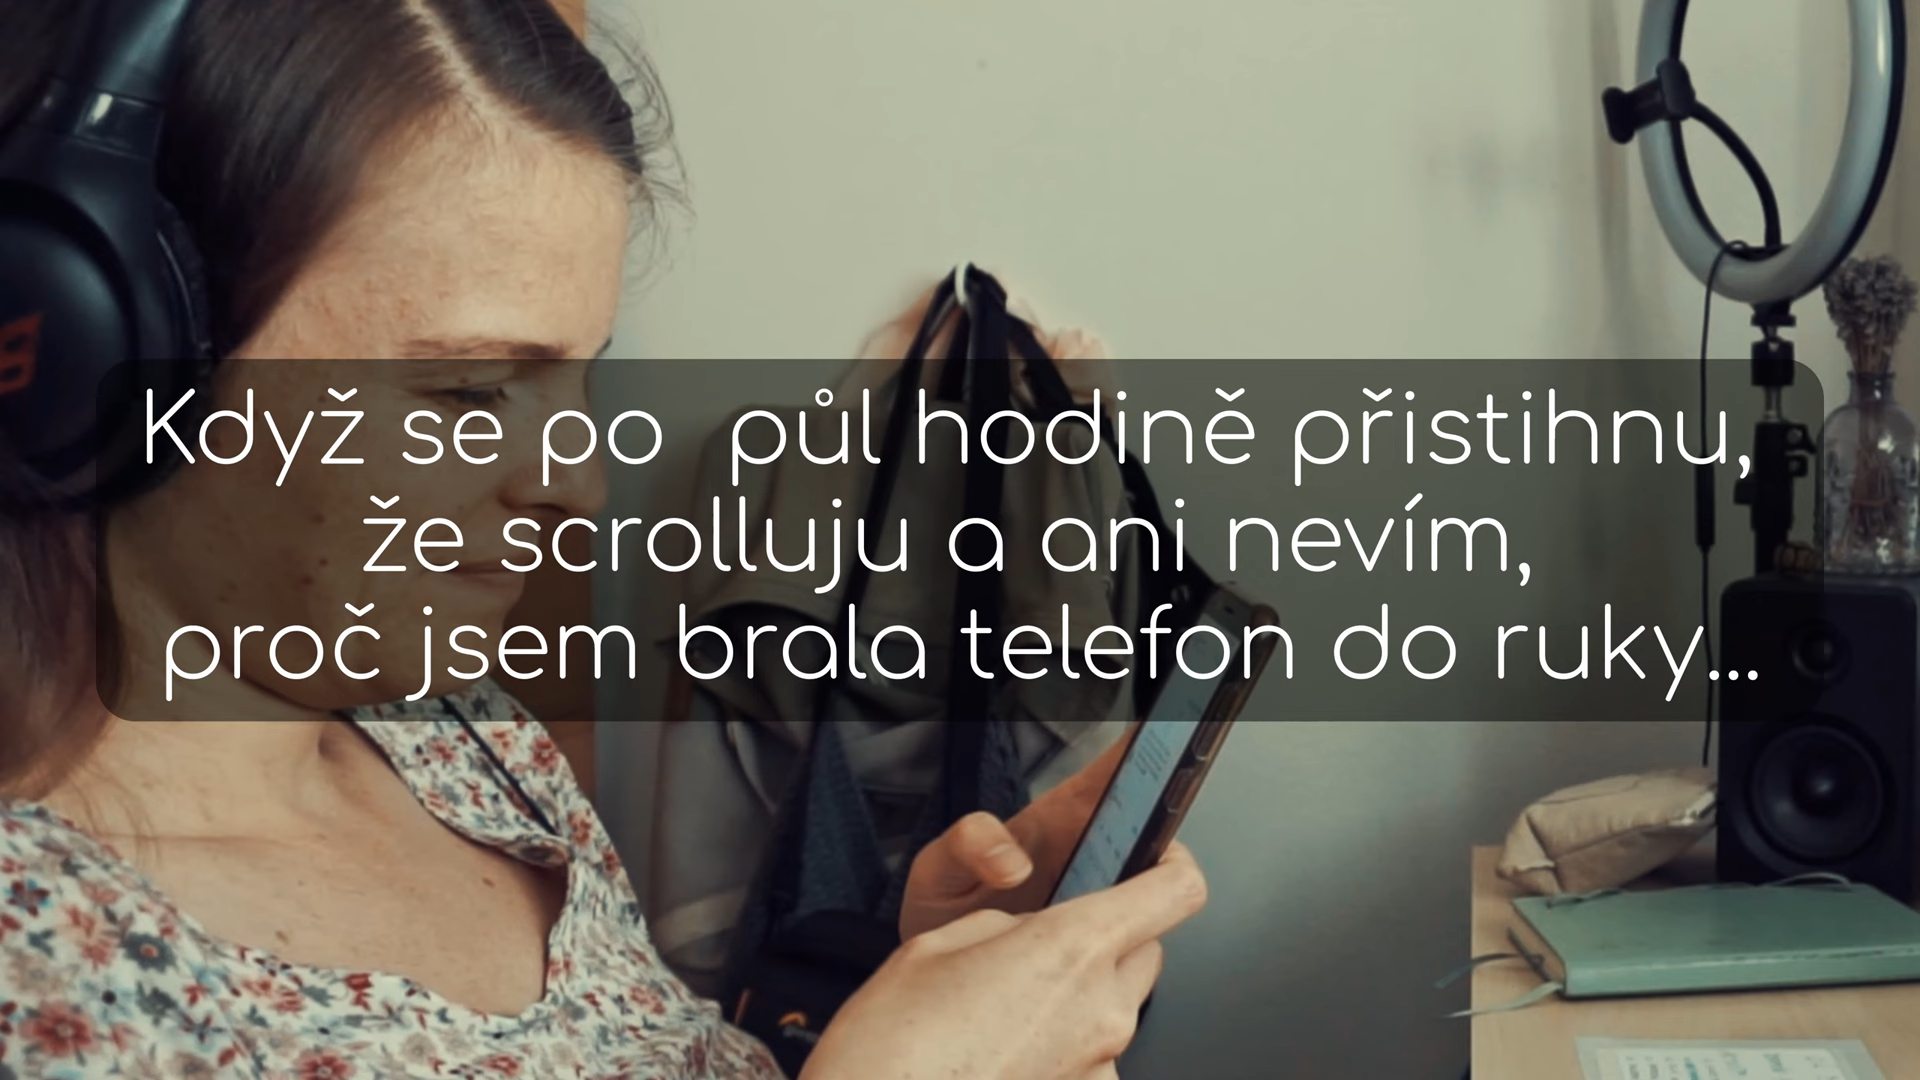 Když se po  půl hodině přistihnu,
že scrolluju a ani nevím,
proč jsem brala telefon do ruky...